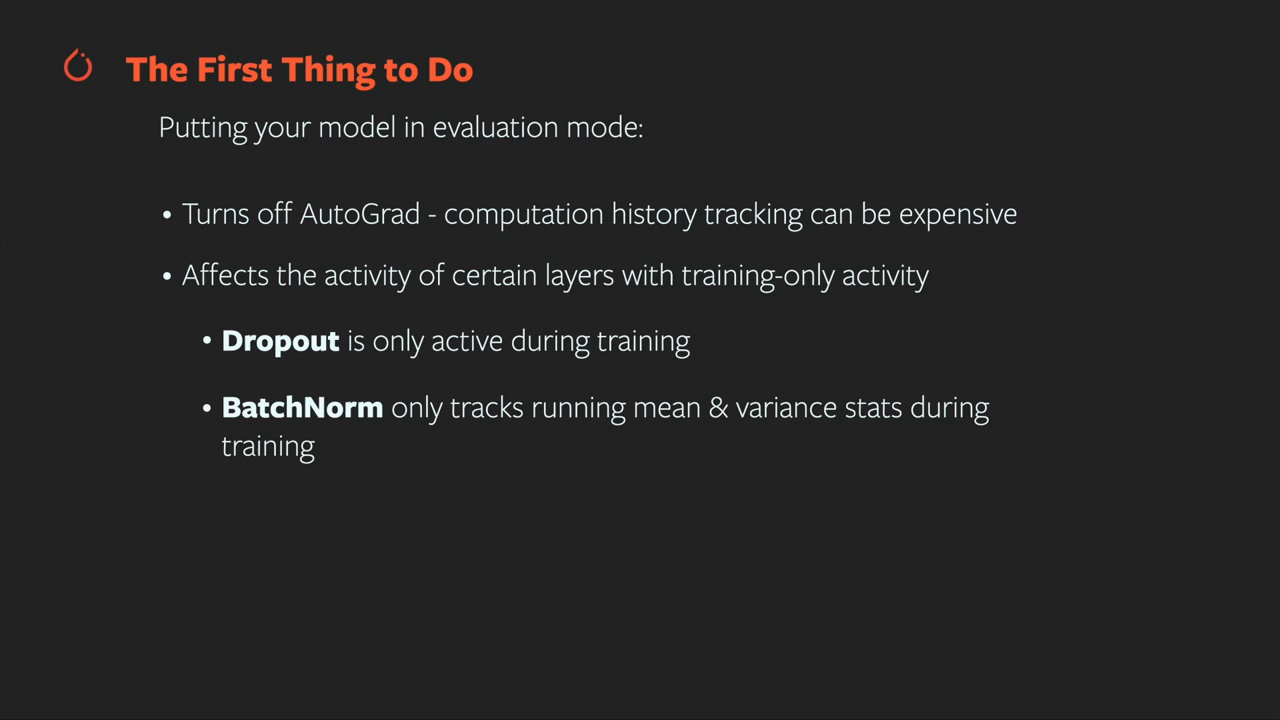 The First Thing to Do
Putting your model in evaluation mode:
• Turns off AutoGrad - computation history tracking can be expensive
• Affects the activity of certain layers with training-only activity
• Dropout is only active during training
• BatchNorm only tracks running mean & variance stats during
training